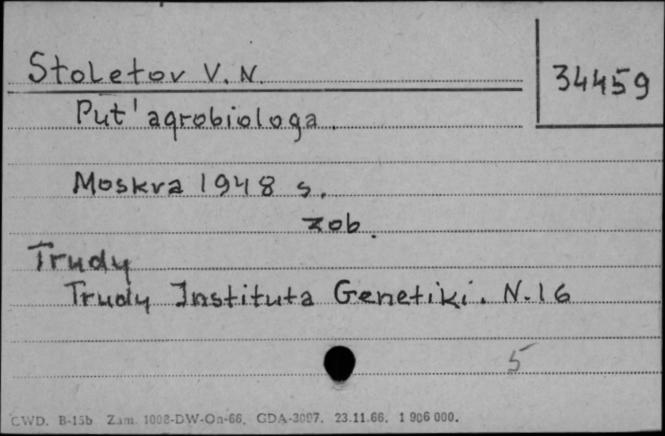 Stoletov V. N.
34459
Put' agrobiologa.
Moskva 1948 s.
zob.
Trudy
Trudy Instituta Genetiki. N. 16
5
CWD. B-15b Zam. 1008-DW-On-66. GDA-3097. 23.11.66. 1 906 000.